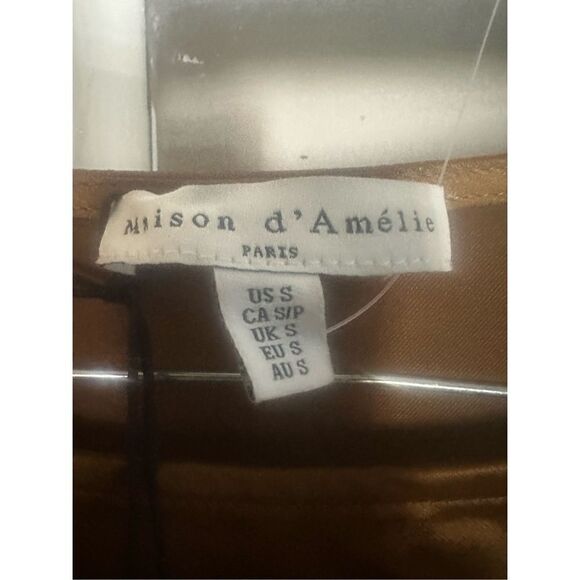 Maison d'Amélie
PARIS
US S
CA S/P
UK S
EU S
AU S